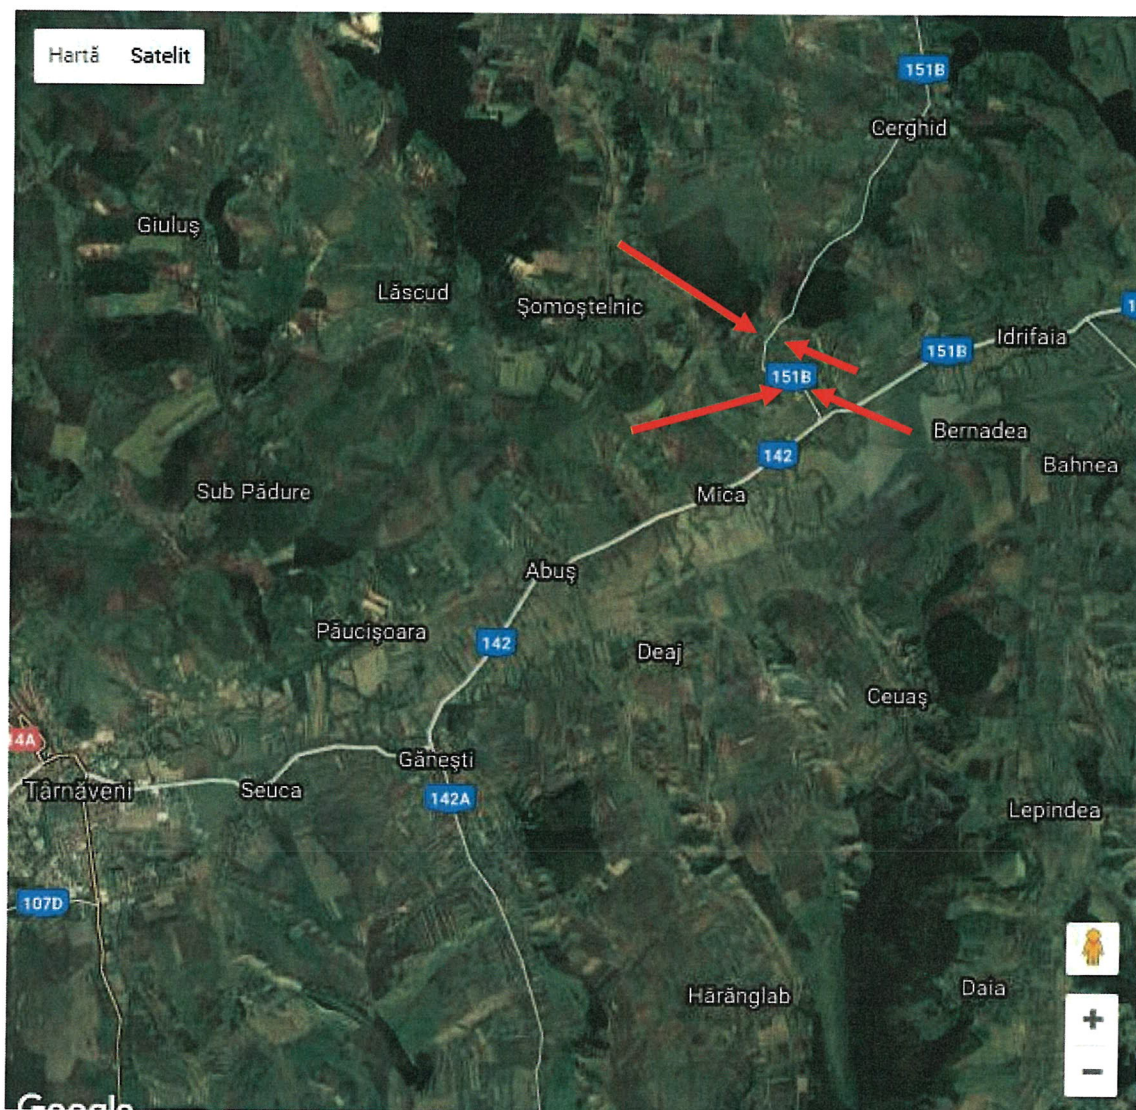 Hartă Satelit
151B
Cerghid
Giuluş
Lăscud
Şomoştelnic
1
Idrifaia
151B
151B
Bernadea
142
Bahnea
Sub Pădure
Mica
Abuş
Păucişoara
142
Deaj
Ceuaş
4A
Găneşti
Târnăveni
Seuca
142A
Lepindea
107D
Hărănglab
Daia
+
−
Google